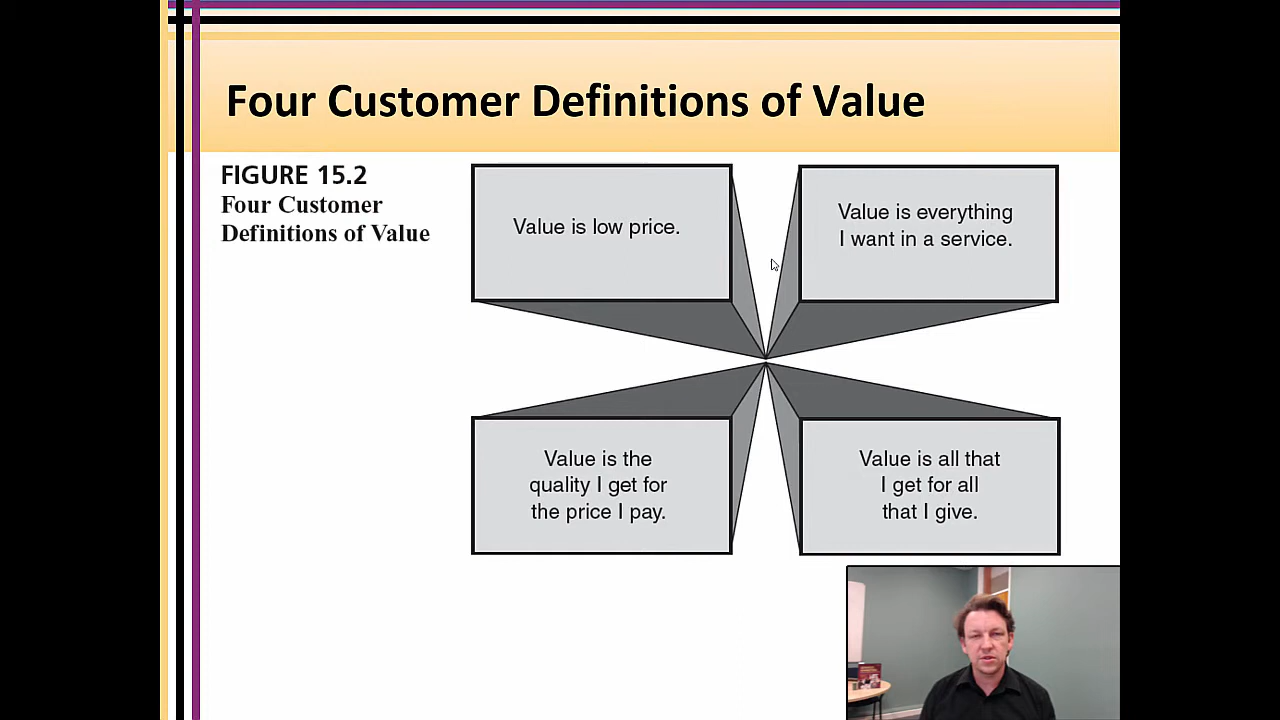 Four Customer Definitions of Value
FIGURE 15.2
Four Customer
Definitions of Value
Value is low price.
Value is everything
I want in a service.
Value is the
quality I get for
the price I pay.
Value is all that
I get for all
that I give.